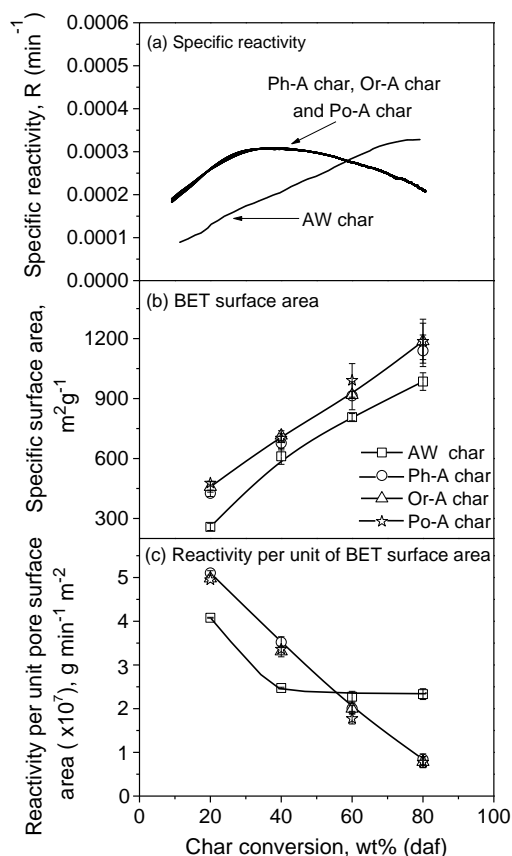 (a) Specific reactivity
Specific reactivity, R (min-1)
0.0006
0.0005
0.0004
0.0003
0.0002
0.0001
0.0000
Ph-A char, Or-A char
and Po-A char
AW char
(b) BET surface area
Specific surface area,
m2g-1
1200
900
600
300
AW char
Ph-A char
Or-A char
Po-A char
(c) Reactivity per unit of BET surface area
Reactivity per unit pore surface
area ( x107), g min-1 m-2
5
4
3
2
1
0
0 20 40 60 80 100
Char conversion, wt% (daf)